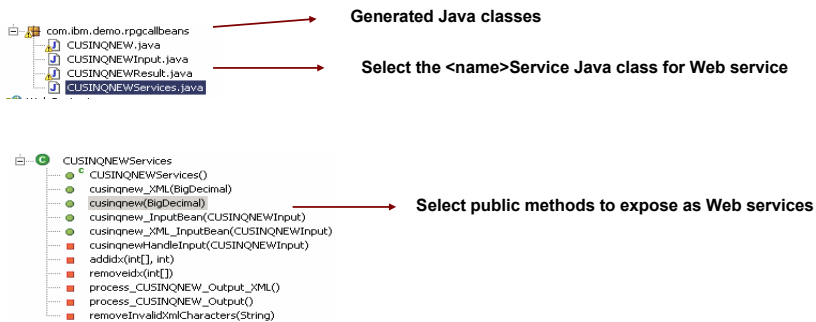 Generated Java classes
com.ibm.demo.rpgcallbeans
CUSINQNEW.java
CUSINQNEWInput.java
CUSINQNEWResult.java
Select the <name>Service Java class for Web service
CUSINQNEWServices.java
CUSINQNEWServices
CUSINQNEWServices()
cusinqnew_XML(BigDecimal)
cusinqnew(BigDecimal)
Select public methods to expose as Web services
cusinqnew_InputBean(CUSINQNEWInput)
cusinqnew_XML_InputBean(CUSINQNEWInput)
cusinqnewHandleInput(CUSINQNEWInput)
addidx(int[], int)
removeidx(int[])
process_CUSINQNEW_Output_XML()
process_CUSINQNEW_Output()
removeInvalidXmlCharacters(String)